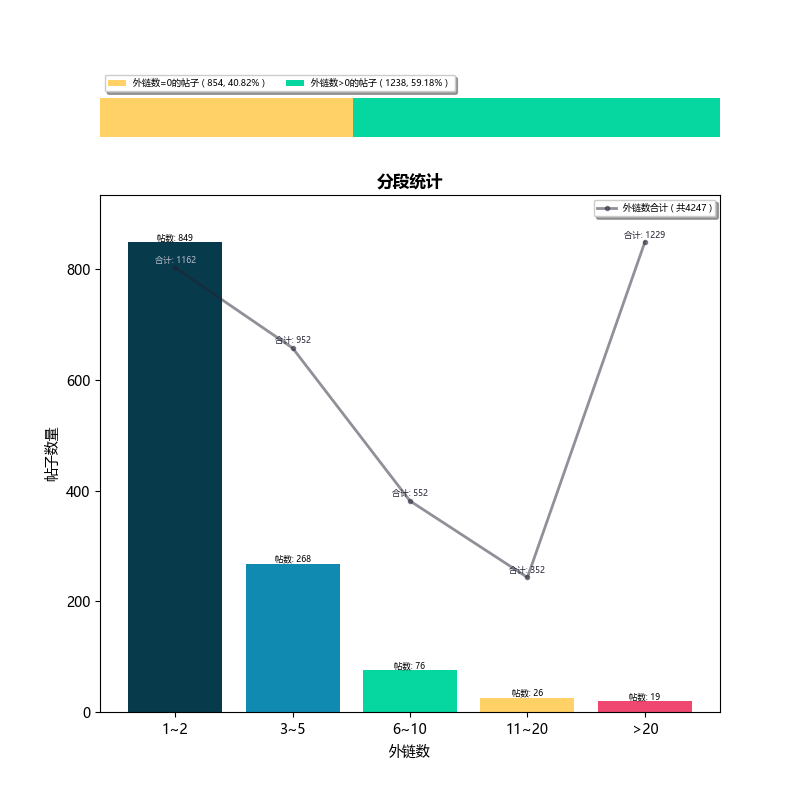 外链数=0的帖子 ( 854, 40.82% ) 外链数>0的帖子 ( 1238, 59.18% )
分段统计
外链数合计 ( 共4247 )
合计: 1229
帖数: 849
合计: 1162
800
合计: 952
600
帖子数量
合计: 552
400
合计: 352
帖数: 268
200
帖数: 76
帖数: 26
帖数: 19
0
1~2 3~5 6~10 11~20 >20
外链数